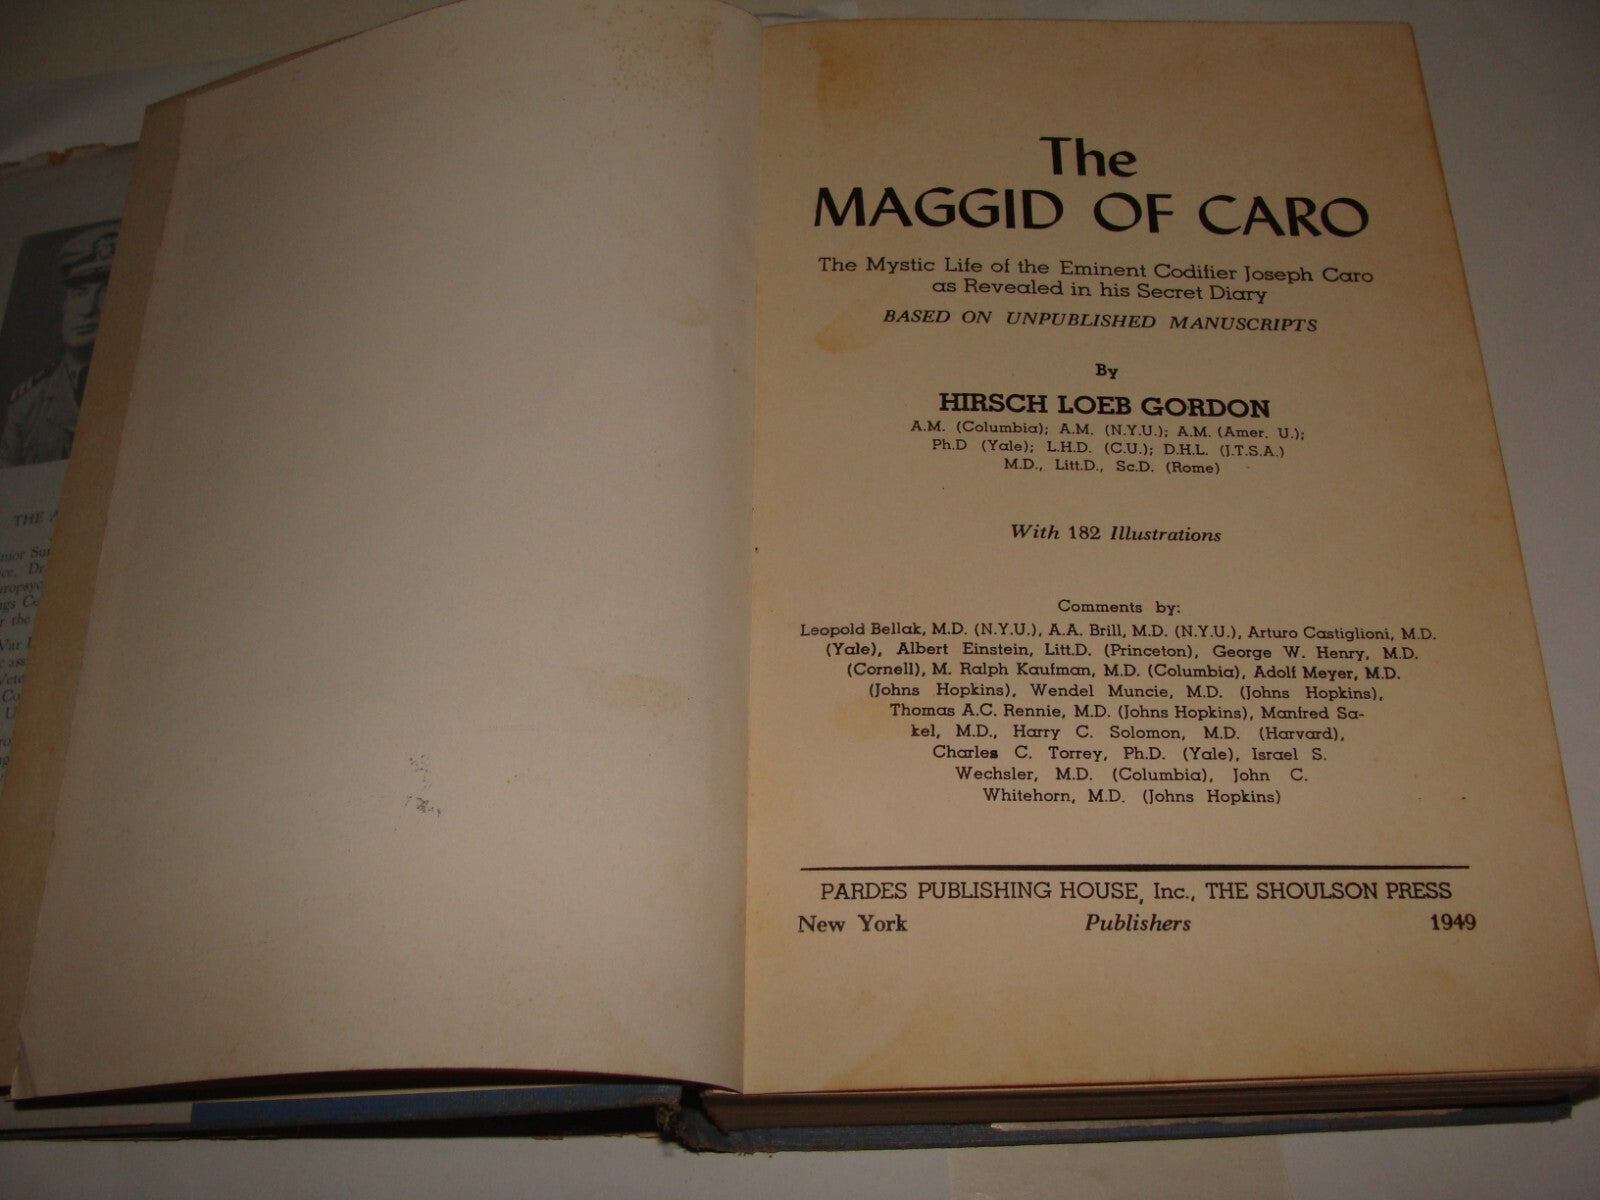 THE
nior
Dr
for the
The
MAGGID OF CARO
The Mystic Life of the Eminent Codifier Joseph Caro
as Revealed in his Secret Diary
BASED ON UNPUBLISHED MANUSCRIPTS
By
HIRSCH LOEB GORDON
A.M. (Columbia); A.M. (N.Y.U.); A.M. (Amer. U.);
Ph.D (Yale); L.H.D. (C.U.); D.H.L. (J.T.S.A.)
M.D., Litt.D., Sc.D. (Rome)
With 182 Illustrations
Comments by:
Leopold Bellak, M.D. (N.Y.U.), A.A. Brill, M.D. (N.Y.U.), Arturo Castiglioni, M.D.
(Yale), Albert Einstein, Litt.D. (Princeton), George W. Henry, M.D.
(Cornell), M. Ralph Kaufman, M.D. (Columbia), Adolf Meyer, M.D.
(Johns Hopkins), Wendel Muncie, M.D. (Johns Hopkins),
Thomas A.C. Rennie, M.D. (Johns Hopkins), Manfred Sa-
kel, M.D., Harry C. Solomon, M.D. (Harvard),
Charles C. Torrey, Ph.D. (Yale), Israel S.
Wechsler, M.D. (Columbia), John C.
Whitehorn, M.D. (Johns Hopkins)
PARDES PUBLISHING HOUSE, Inc., THE SHOULSON PRESS
New York Publishers 1949